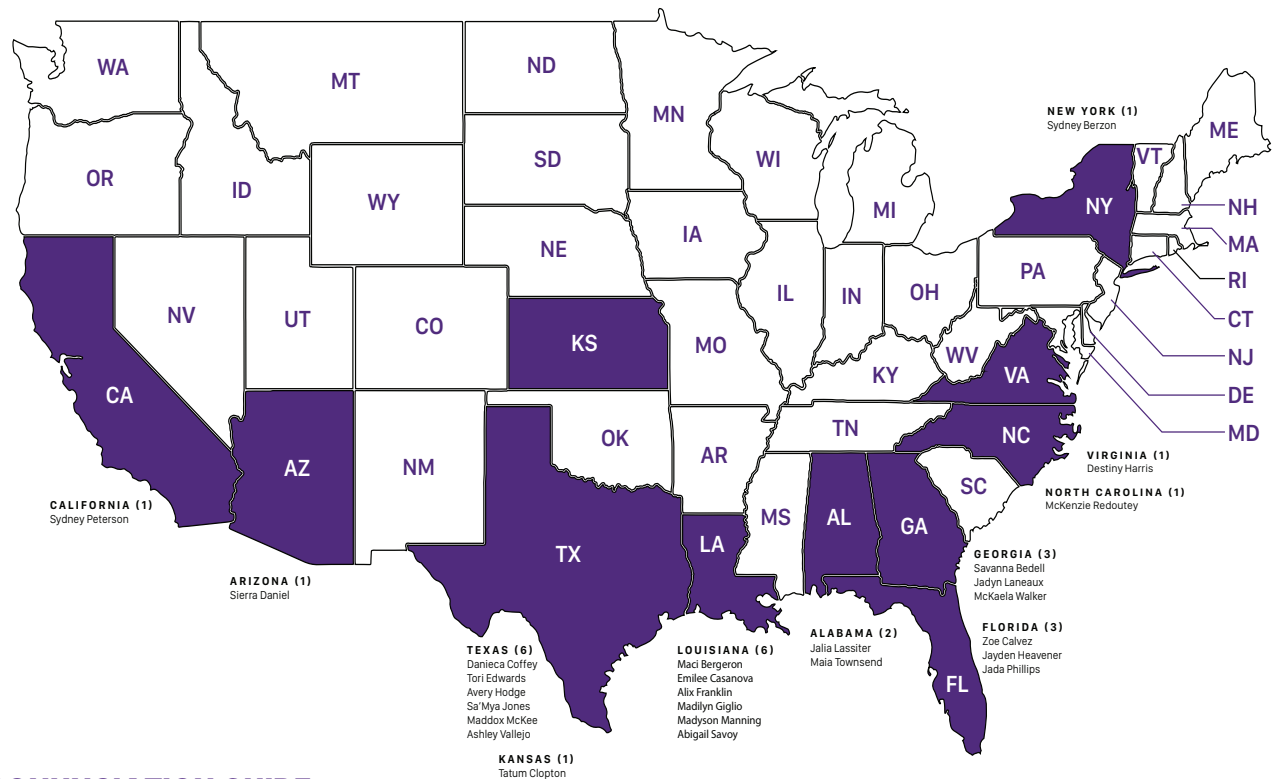 WA
MT
ND
MN
OR
ID
WY
SD
WI
MI
NEW YORK (1)
Sydney Berzon
VT
ME
NY
NH
MA
RI
CT
NJ
DE
MD
NV
UT
CO
NE
IA
IL
IN
OH
PA
KS
MO
KY
WV
VA
CA
AZ
NM
OK
AR
TN
NC
SC
TX
LA
MS
AL
GA
FL
CALIFORNIA (1)
Sydney Peterson
ARIZONA (1)
Sierra Daniel
TEXAS (6)
Danieca Coffey
Tori Edwards
Avery Hodge
Sa'Mya Jones
Maddox McKee
Ashley Vallejo
KANSAS (1)
Tatum Clopton
LOUISIANA (6)
Maci Bergeron
Emilee Casanova
Alix Franklin
Madilyn Giglio
Madyson Manning
Abigail Savoy
ALABAMA (2)
Jalia Lassiter
Maia Townsend
VIRGINIA (1)
Destiny Harris
NORTH CAROLINA (1)
McKenzie Redoutey
GEORGIA (3)
Savanna Bedell
Jadyn Laneaux
McKaela Walker
FLORIDA (3)
Zoe Calvez
Jayden Heavener
Jada Phillips